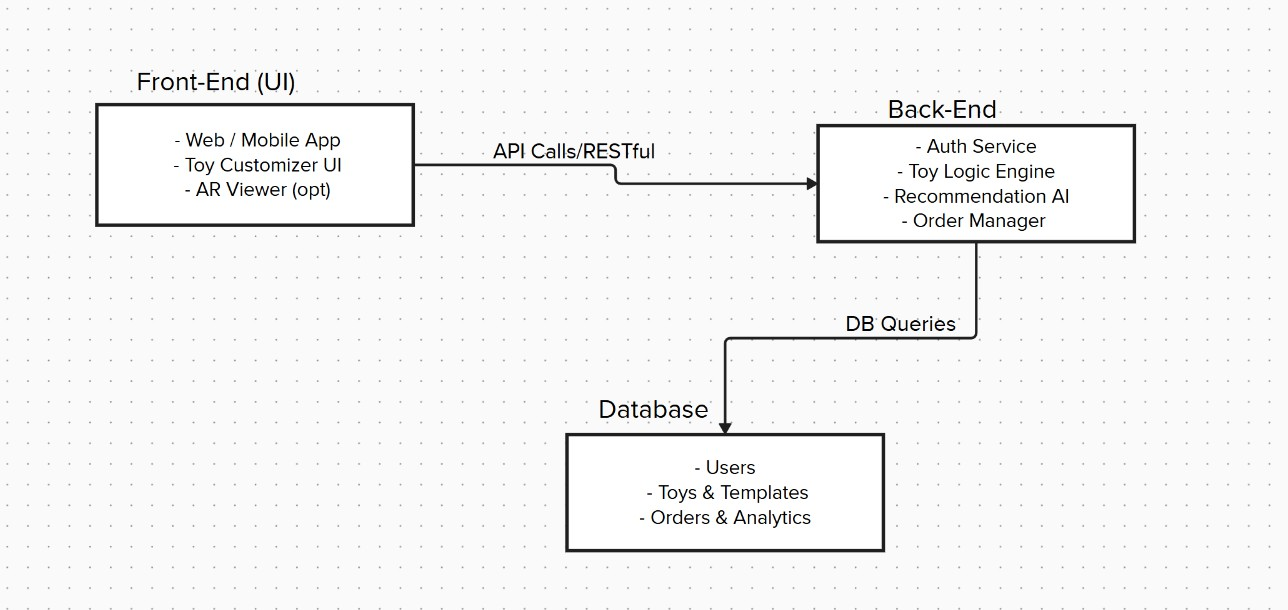 Front-End (UI)
- Web / Mobile App
- Toy Customizer UI
- AR Viewer (opt)
API Calls/RESTful
Back-End
- Auth Service
- Toy Logic Engine
- Recommendation AI
- Order Manager
DB Queries
Database
- Users
- Toys & Templates
- Orders & Analytics